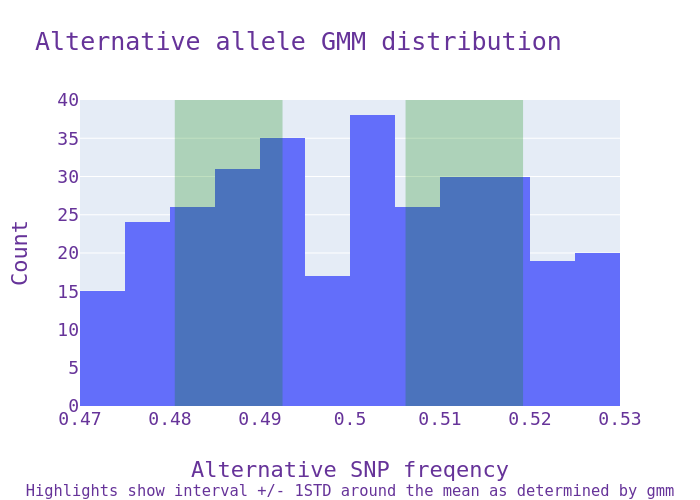 Alternative allele GMM distribution
40
35
30
25
20
15
10
5
0
Count
0.47 0.48 0.49 0.5 0.51 0.52 0.53
Alternative SNP freqency
Highlights show interval +/- 1STD around the mean as determined by gmm